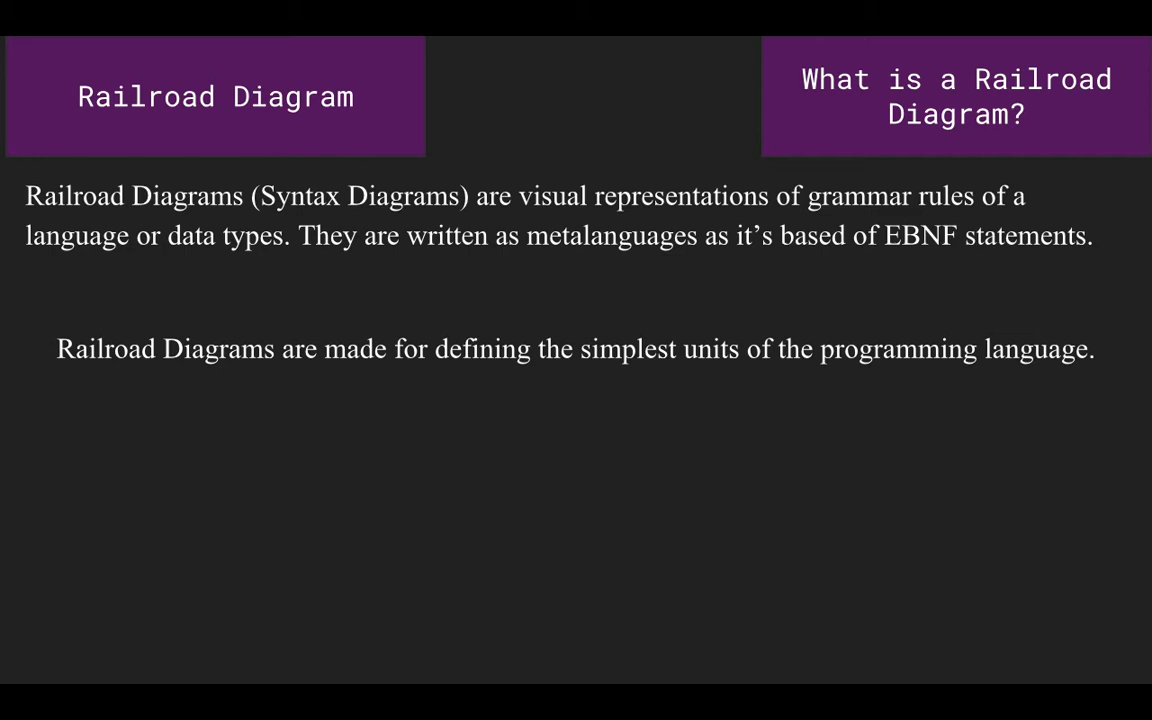 Railroad Diagram
What is a Railroad
Diagram?
Railroad Diagrams (Syntax Diagrams) are visual representations of grammar rules of a
language or data types. They are written as metalanguages as it’s based of EBNF statements.
Railroad Diagrams are made for defining the simplest units of the programming language.